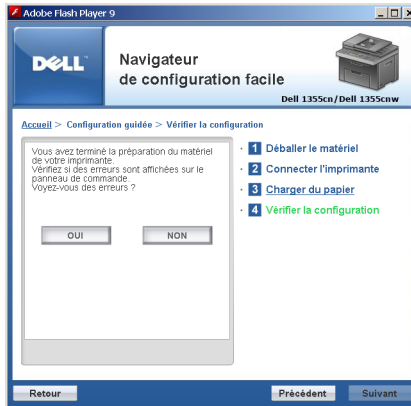 Adobe Flash Player 9
DELL
Navigateur
de configuration facile
Dell 1355cn/Dell 1355cnw
Accueil > Configuration guidée > Vérifier la configuration
Vous avez terminé la préparation du matériel
de votre imprimante.
Vérifiez si des erreurs sont affichées sur le
panneau de commande.
Voyez-vous des erreurs ?
OUI
NON
1 Déballer le matériel
2 Connecter l'imprimante
3 Charger du papier
4 Vérifier la configuration
Retour
Précédent
Suivant